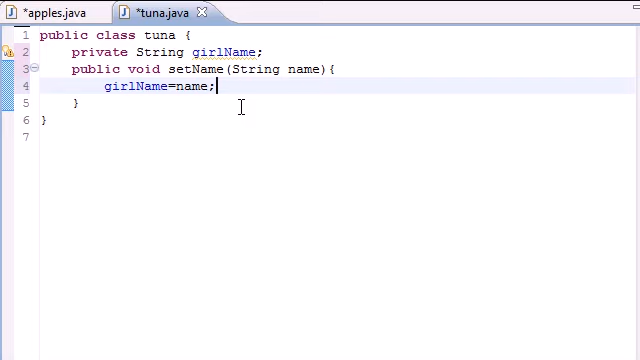 *apples.java
*tuna.java
1 public class tuna {
2 private String girlName;
3 public void setName(String name){
4 girlName=name;
5 }
6 }
7